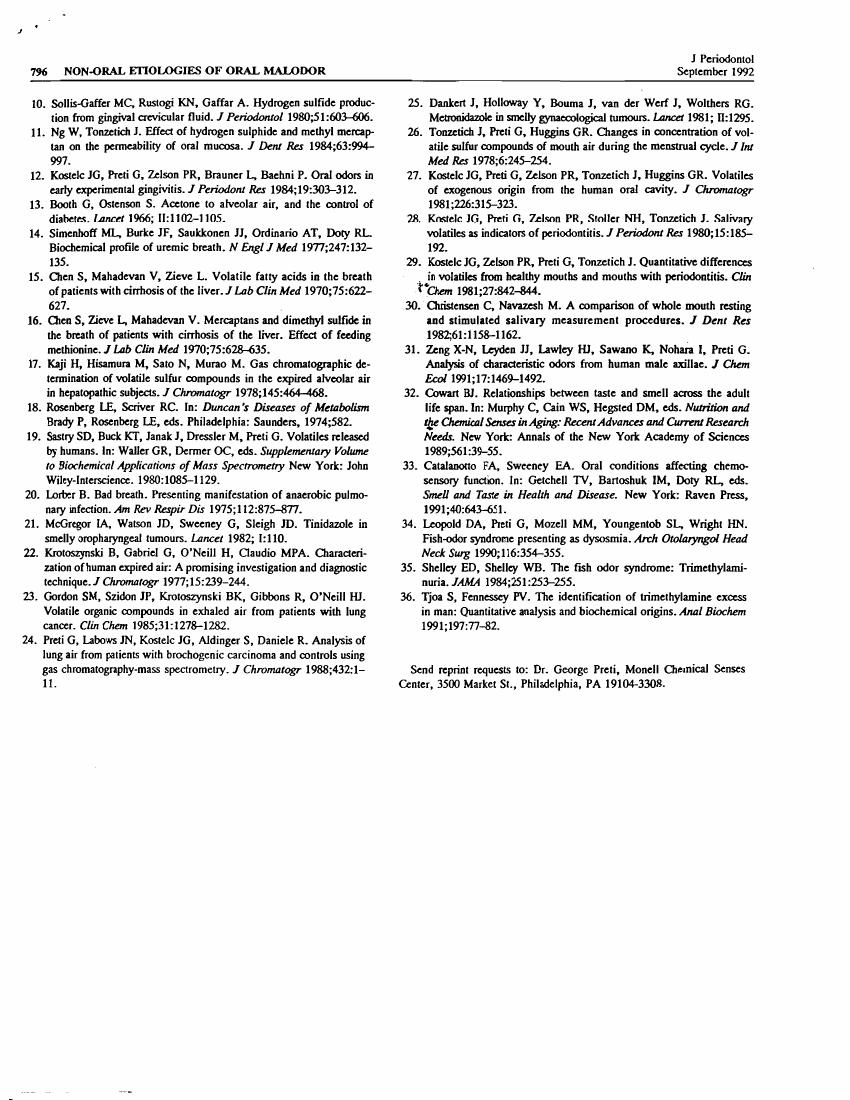 796 NON-ORAL ETIOLOGIES OF ORAL MALODOR
J Periodontol
September 1992
10. Sollis-Gaffer MC, Rustogi KN, Gaffar A. Hydrogen sulfide produc-
tion from gingival crevicular fluid. J Periodontol 1980;51:603–606.
11. Ng W, Tonzetich J. Effect of hydrogen sulphide and methyl mercap-
tan on the permeability of oral mucosa. J Dent Res 1984;63:994–
997.
12. Kostelc JG, Preti G, Zelson PR, Brauner L, Baehni P. Oral odors in
early experimental gingivitis. J Periodont Res 1984;19:303–312.
13. Booth G, Ostenson S. Acetone to alveolar air, and the control of
diabetes. Lancet 1966; II:1102–1105.
14. Simenhoff ML, Burke JF, Saukkonen JJ, Ordinario AT, Doty RL.
Biochemical profile of uremic breath. N Engl J Med 1977;247:132–
135.
15. Chen S, Mahadevan V, Zieve L. Volatile fatty acids in the breath
of patients with cirrhosis of the liver. J Lab Clin Med 1970;75:622–
627.
16. Chen S, Zieve L, Mahadevan V. Mercaptans and dimethyl sulfide in
the breath of patients with cirrhosis of the liver. Effect of feeding
methionine. J Lab Clin Med 1970;75:628–635.
17. Kaji H, Hisamura M, Sato N, Murao M. Gas chromatographic de-
termination of volatile sulfur compounds in the expired alveolar air
in hepatopathic subjects. J Chromatogr 1978;145:464–468.
18. Rosenberg LE, Scriver RC. In: Duncan's Diseases of Metabolism
Brady P, Rosenberg LE, eds. Philadelphia: Saunders, 1974;582.
19. Sastry SD, Buck KT, Janak J, Dressler M, Preti G. Volatiles released
by humans. In: Waller GR, Dermer OC, eds. Supplementary Volume
to Biochemical Applications of Mass Spectrometry New York: John
Wiley-Interscience. 1980:1085–1129.
20. Lorber B. Bad breath. Presenting manifestation of anaerobic pulmo-
nary infection. Am Rev Respir Dis 1975;112:875–877.
21. McGregor IA, Watson JD, Sweeney G, Sleigh JD. Tinidazole in
smelly oropharyngeal tumours. Lancet 1982; I:110.
22. Krotoszynski B, Gabriel G, O'Neill H, Claudio MPA. Characteri-
zation of human expired air: A promising investigation and diagnostic
technique. J Chromatogr 1977;15:239–244.
23. Gordon SM, Szidon JP, Krotoszynski BK, Gibbons R, O'Neill HJ.
Volatile organic compounds in exhaled air from patients with lung
cancer. Clin Chem 1985;31:1278–1282.
24. Preti G, Labows JN, Kostelc JG, Aldinger S, Daniele R. Analysis of
lung air from patients with brochogenic carcinoma and controls using
gas chromatography-mass spectrometry. J Chromatogr 1988;432:1–
11.
25. Dankert J, Holloway Y, Bouma J, van der Werf J, Wolthers RG.
Metronidazole in smelly gynaecological tumours. Lancet 1981; II:1295.
26. Tonzetich J, Preti G, Huggins GR. Changes in concentration of vol-
atile sulfur compounds of mouth air during the menstrual cycle. J Int
Med Res 1978;6:245–254.
27. Kostelc JG, Preti G, Zelson PR, Tonzetich J, Huggins GR. Volatiles
of exogenous origin from the human oral cavity. J Chromatogr
1981;226:315–323.
28. Kostelc JG, Preti G, Zelson PR, Stoller NH, Tonzetich J. Salivary
volatiles as indicators of periodontitis. J Periodont Res 1980;15:185–
192.
29. Kostelc JG, Zelson PR, Preti G, Tonzetich J. Quantitative differences
in volatiles from healthy mouths and mouths with periodontitis. Clin
Chem 1981;27:842–844.
30. Christensen C, Navazesh M. A comparison of whole mouth resting
and stimulated salivary measurement procedures. J Dent Res
1982;61:1158–1162.
31. Zeng X-N, Leyden JJ, Lawley HJ, Sawano K, Nohara I, Preti G.
Analysis of characteristic odors from human male axillae. J Chem
Ecol 1991;17:1469–1492.
32. Cowart BJ. Relationships between taste and smell across the adult
life span. In: Murphy C, Cain WS, Hegsted DM, eds. Nutrition and
the Chemical Senses in Aging: Recent Advances and Current Research
Needs. New York: Annals of the New York Academy of Sciences
1989;561:39–55.
33. Catalanotto FA, Sweeney EA. Oral conditions affecting chemo-
sensory function. In: Getchell TV, Bartoshuk IM, Doty RL, eds.
Smell and Taste in Health and Disease. New York: Raven Press,
1991;40:643–651.
34. Leopold DA, Preti G, Mozell MM, Youngentob SL, Wright HN.
Fish-odor syndrome presenting as dysosmia. Arch Otolaryngol Head
Neck Surg 1990;116:354–355.
35. Shelley ED, Shelley WB. The fish odor syndrome: Trimethylami-
nuria. JAMA 1984;251:253–255.
36. Tjoa S, Fennessey PV. The identification of trimethylamine excess
in man: Quantitative analysis and biochemical origins. Anal Biochem
1991;197:77–82.
Send reprint requests to: Dr. George Preti, Monell Chemical Senses
Center, 3500 Market St., Philadelphia, PA 19104-3308.